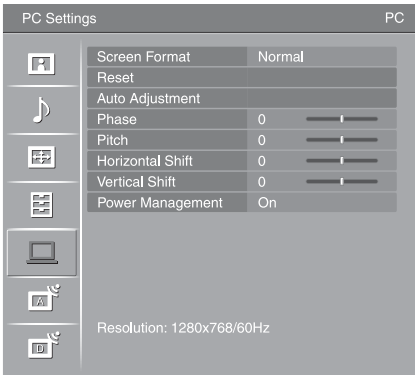 PC Settings PC
Screen Format Normal
Reset
Auto Adjustment
Phase 0
Pitch 0
Horizontal Shift 0
Vertical Shift 0
Power Management On
A
Resolution: 1280x768/60Hz
D